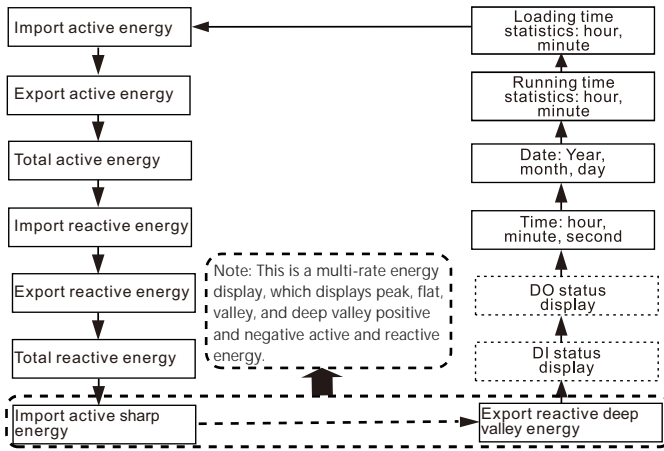 Import active energy
Export active energy
Total active energy
Import reactive energy
Export reactive energy
Total reactive energy
Import active sharp
energy
Note: This is a multi-rate energy
display, which displays peak, flat,
valley, and deep valley positive
and negative active and reactive
energy.
Loading time
statistics: hour,
minute
Running time
statistics: hour,
minute
Date: Year,
month, day
Time: hour,
minute, second
DO status
display
DI status
display
Export reactive deep
valley energy